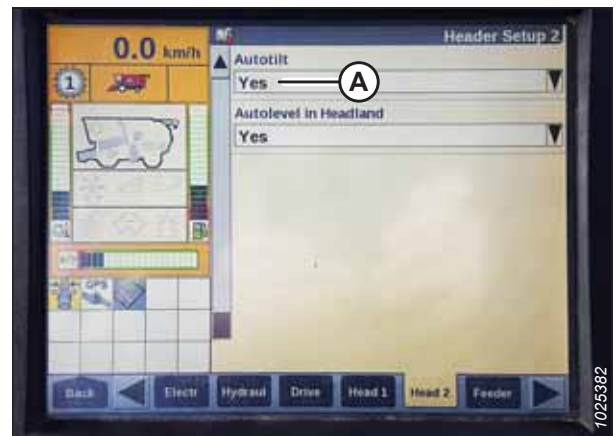 Header Setup 2
0.0 km/h
1
Autotilt
Yes
A
Autolevel in Headland
Yes
GPS
Back
Electr
Hydraul
Drive
Head 1
Head 2
Feeder
1025382